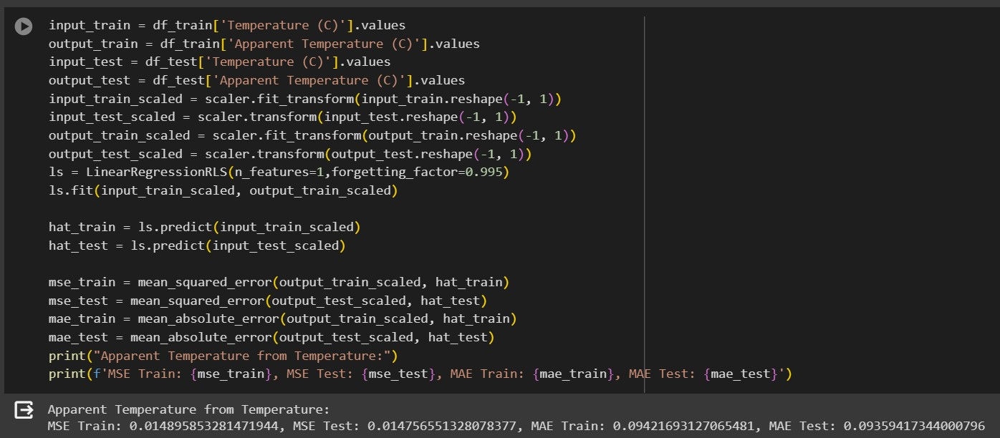 input_train = df_train['Temperature (C)'].values
output_train = df_train['Apparent Temperature (C)'].values
input_test = df_test['Temperature (C)'].values
output_test = df_test['Apparent Temperature (C)'].values
input_train_scaled = scaler.fit_transform(input_train.reshape(-1, 1))
input_test_scaled = scaler.transform(input_test.reshape(-1, 1))
output_train_scaled = scaler.fit_transform(output_train.reshape(-1, 1))
output_test_scaled = scaler.transform(output_test.reshape(-1, 1))
ls = LinearRegressionRLS(n_features=1,forgetting_factor=0.995)
ls.fit(input_train_scaled, output_train_scaled)
hat_train = ls.predict(input_train_scaled)
hat_test = ls.predict(input_test_scaled)
mse_train = mean_squared_error(output_train_scaled, hat_train)
mse_test = mean_squared_error(output_test_scaled, hat_test)
mae_train = mean_absolute_error(output_train_scaled, hat_train)
mae_test = mean_absolute_error(output_test_scaled, hat_test)
print("Apparent Temperature from Temperature:")
print(f'MSE Train: {mse_train}, MSE Test: {mse_test}, MAE Train: {mae_train}, MAE Test: {mae_test}')
Apparent Temperature from Temperature:
MSE Train: 0.014895853281471944, MSE Test: 0.014756551328078377, MAE Train: 0.09421693127065481, MAE Test: 0.09359417344000796